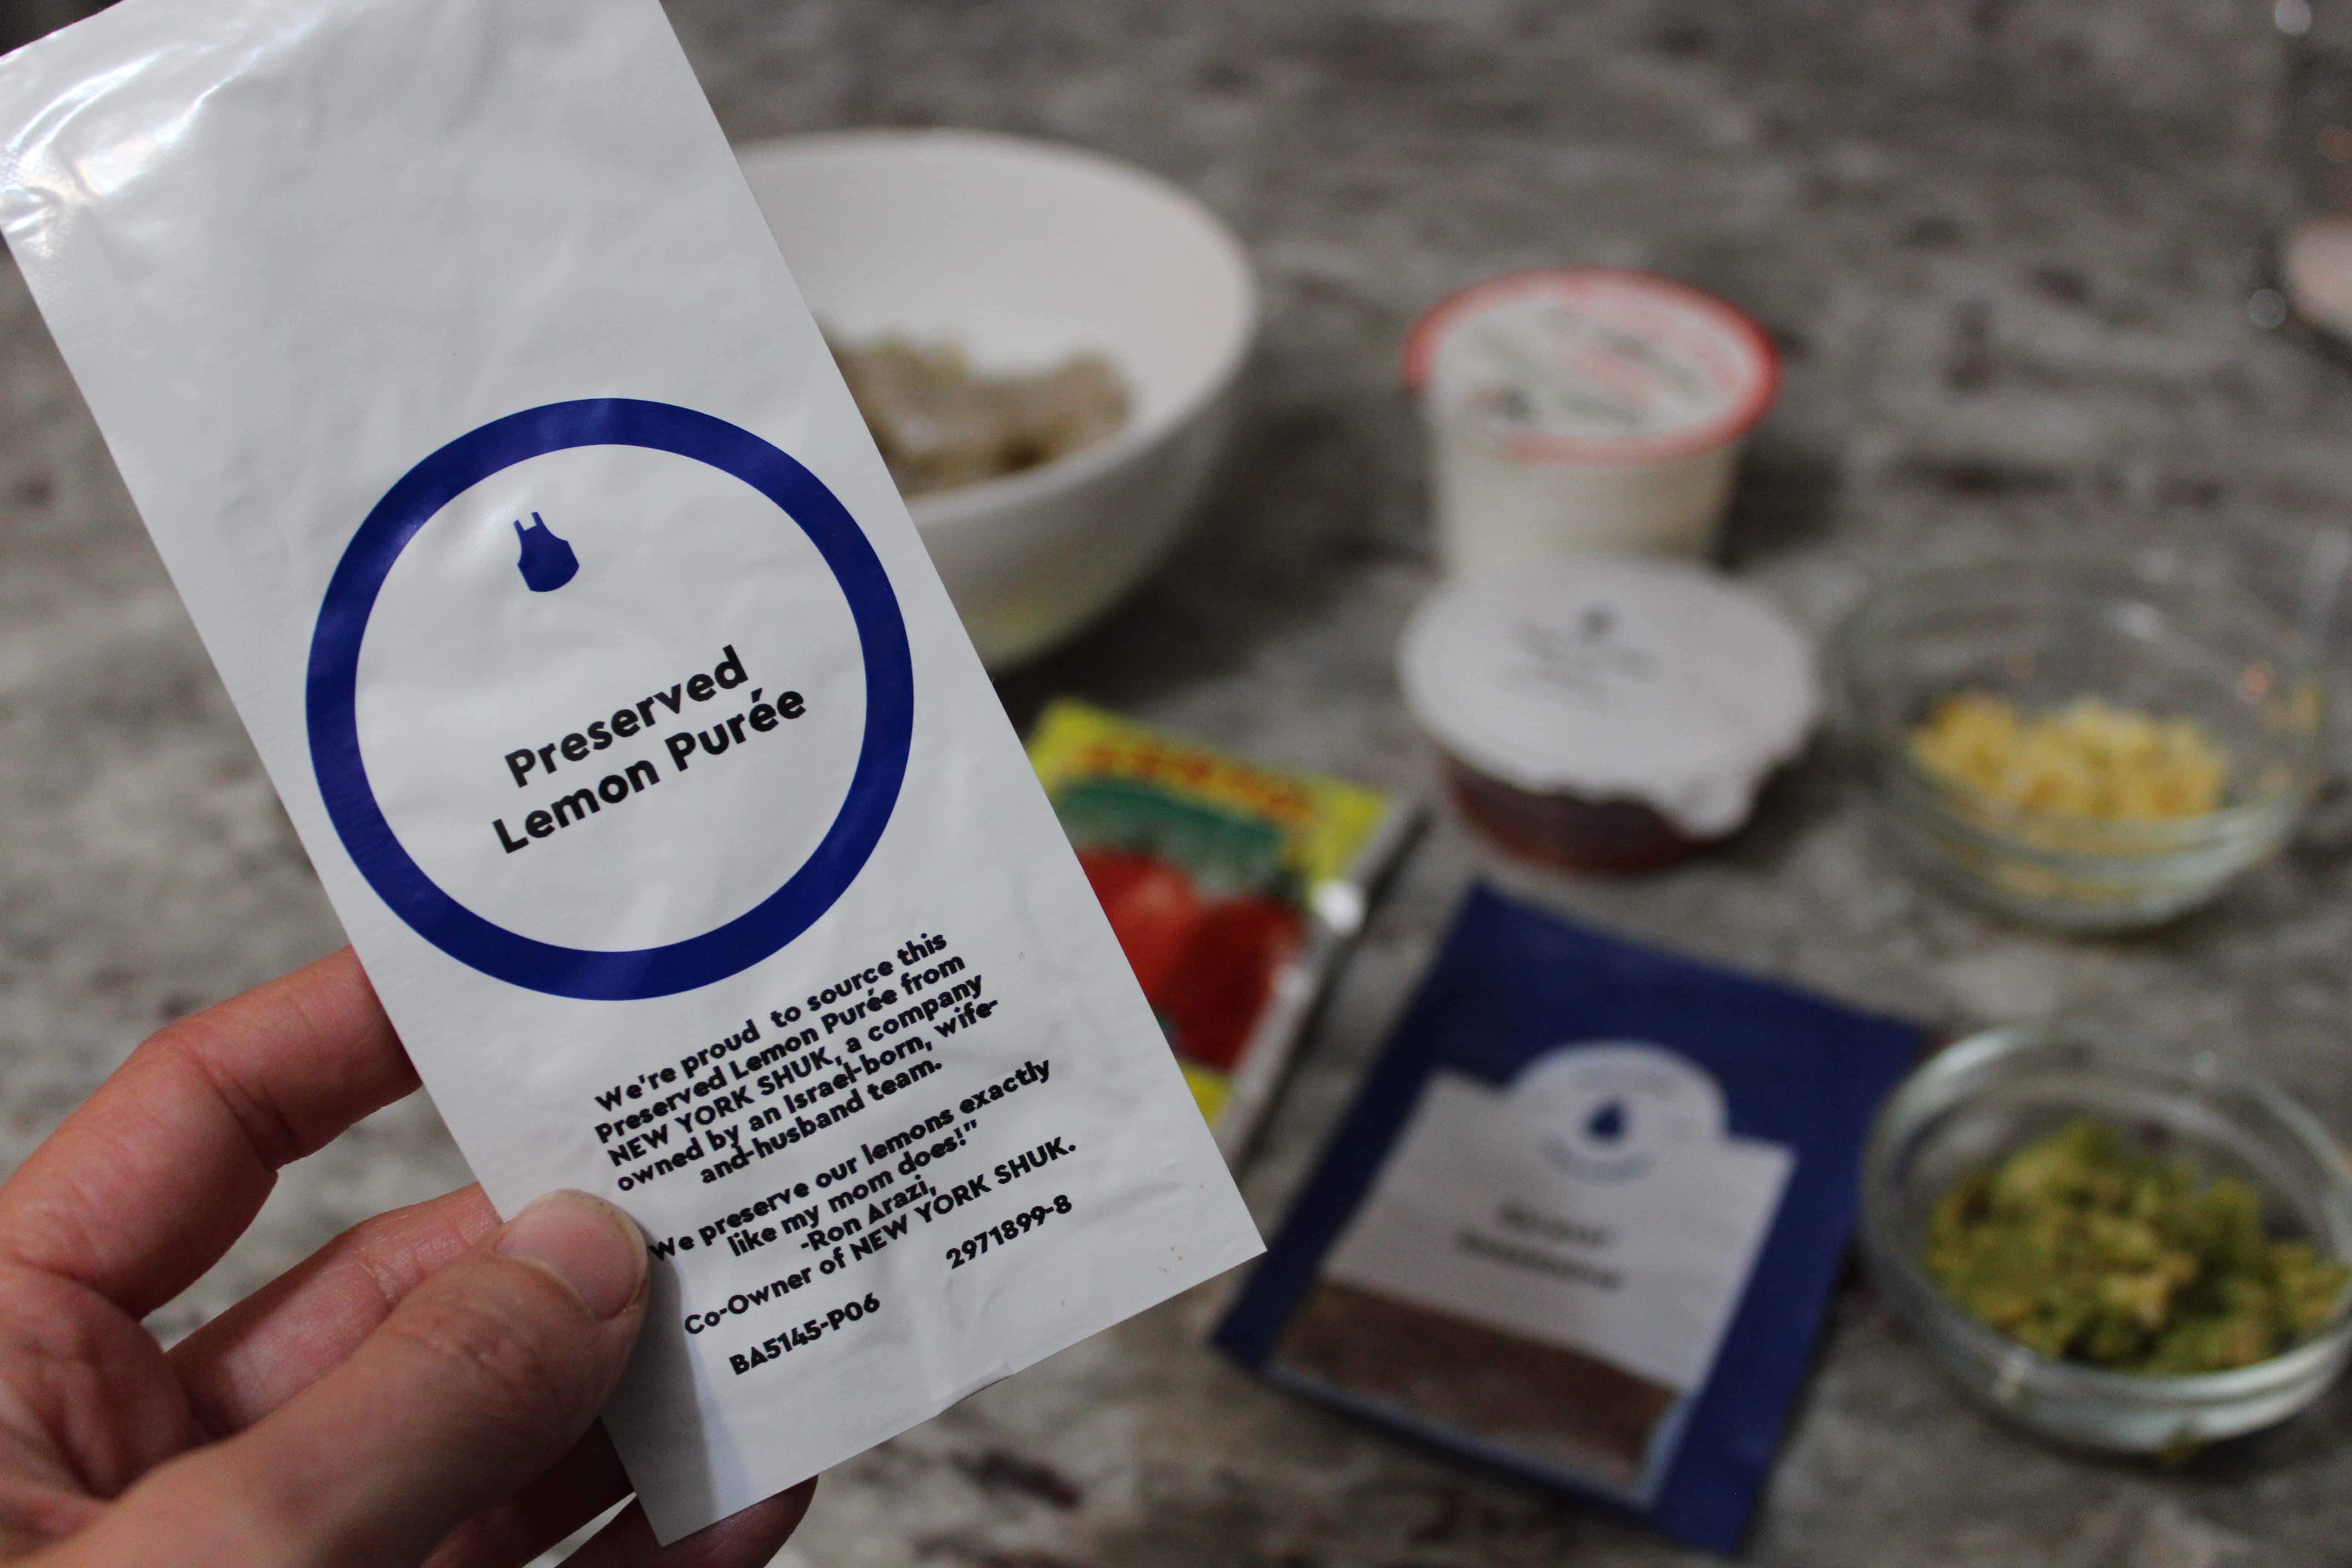 Preserved
Lemon Purée
We're proud to source this
Preserved Lemon Purée from
NEW YORK SHUK, a company
owned by an Israel-born, wife-
and-husband team.
We preserve our lemons exactly
like my mom does!"
-Ron Arazi,
Co-Owner of NEW YORK SHUK.
BA5145-P06
2971899-8